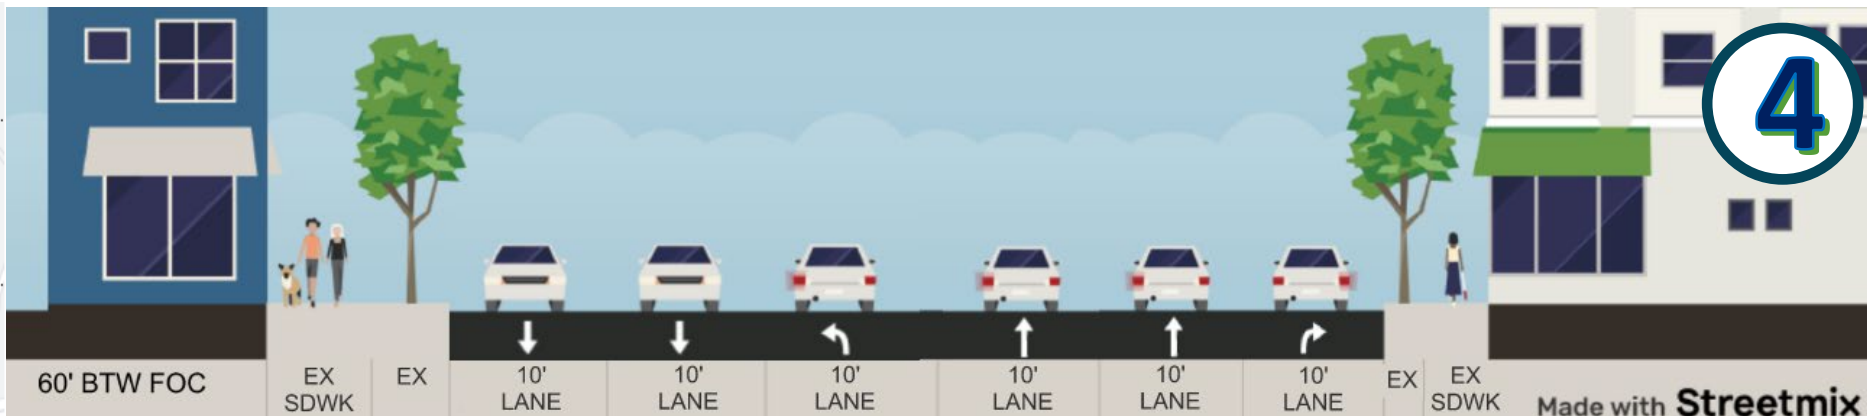 4
60' BTW FOC
EX
SDWK
EX
10'
LANE
10'
LANE
10'
LANE
10'
LANE
10'
LANE
10'
LANE
EX
EX
SDWK
Made with Streetmix